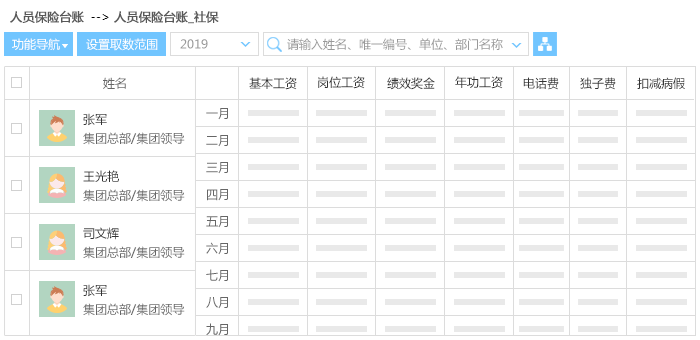 人员保险台账 --> 人员保险台账_社保
功能导航 设置取数范围 2019 请输入姓名、唯一编号、单位、部门名称
姓名 基本工资 岗位工资 绩效奖金 年功工资 电话费 独子费 扣减病假
张军
集团总部/集团领导
王光艳
集团总部/集团领导
司文辉
集团总部/集团领导
张军
集团总部/集团领导
一月
二月
三月
四月
五月
六月
七月
八月
九月